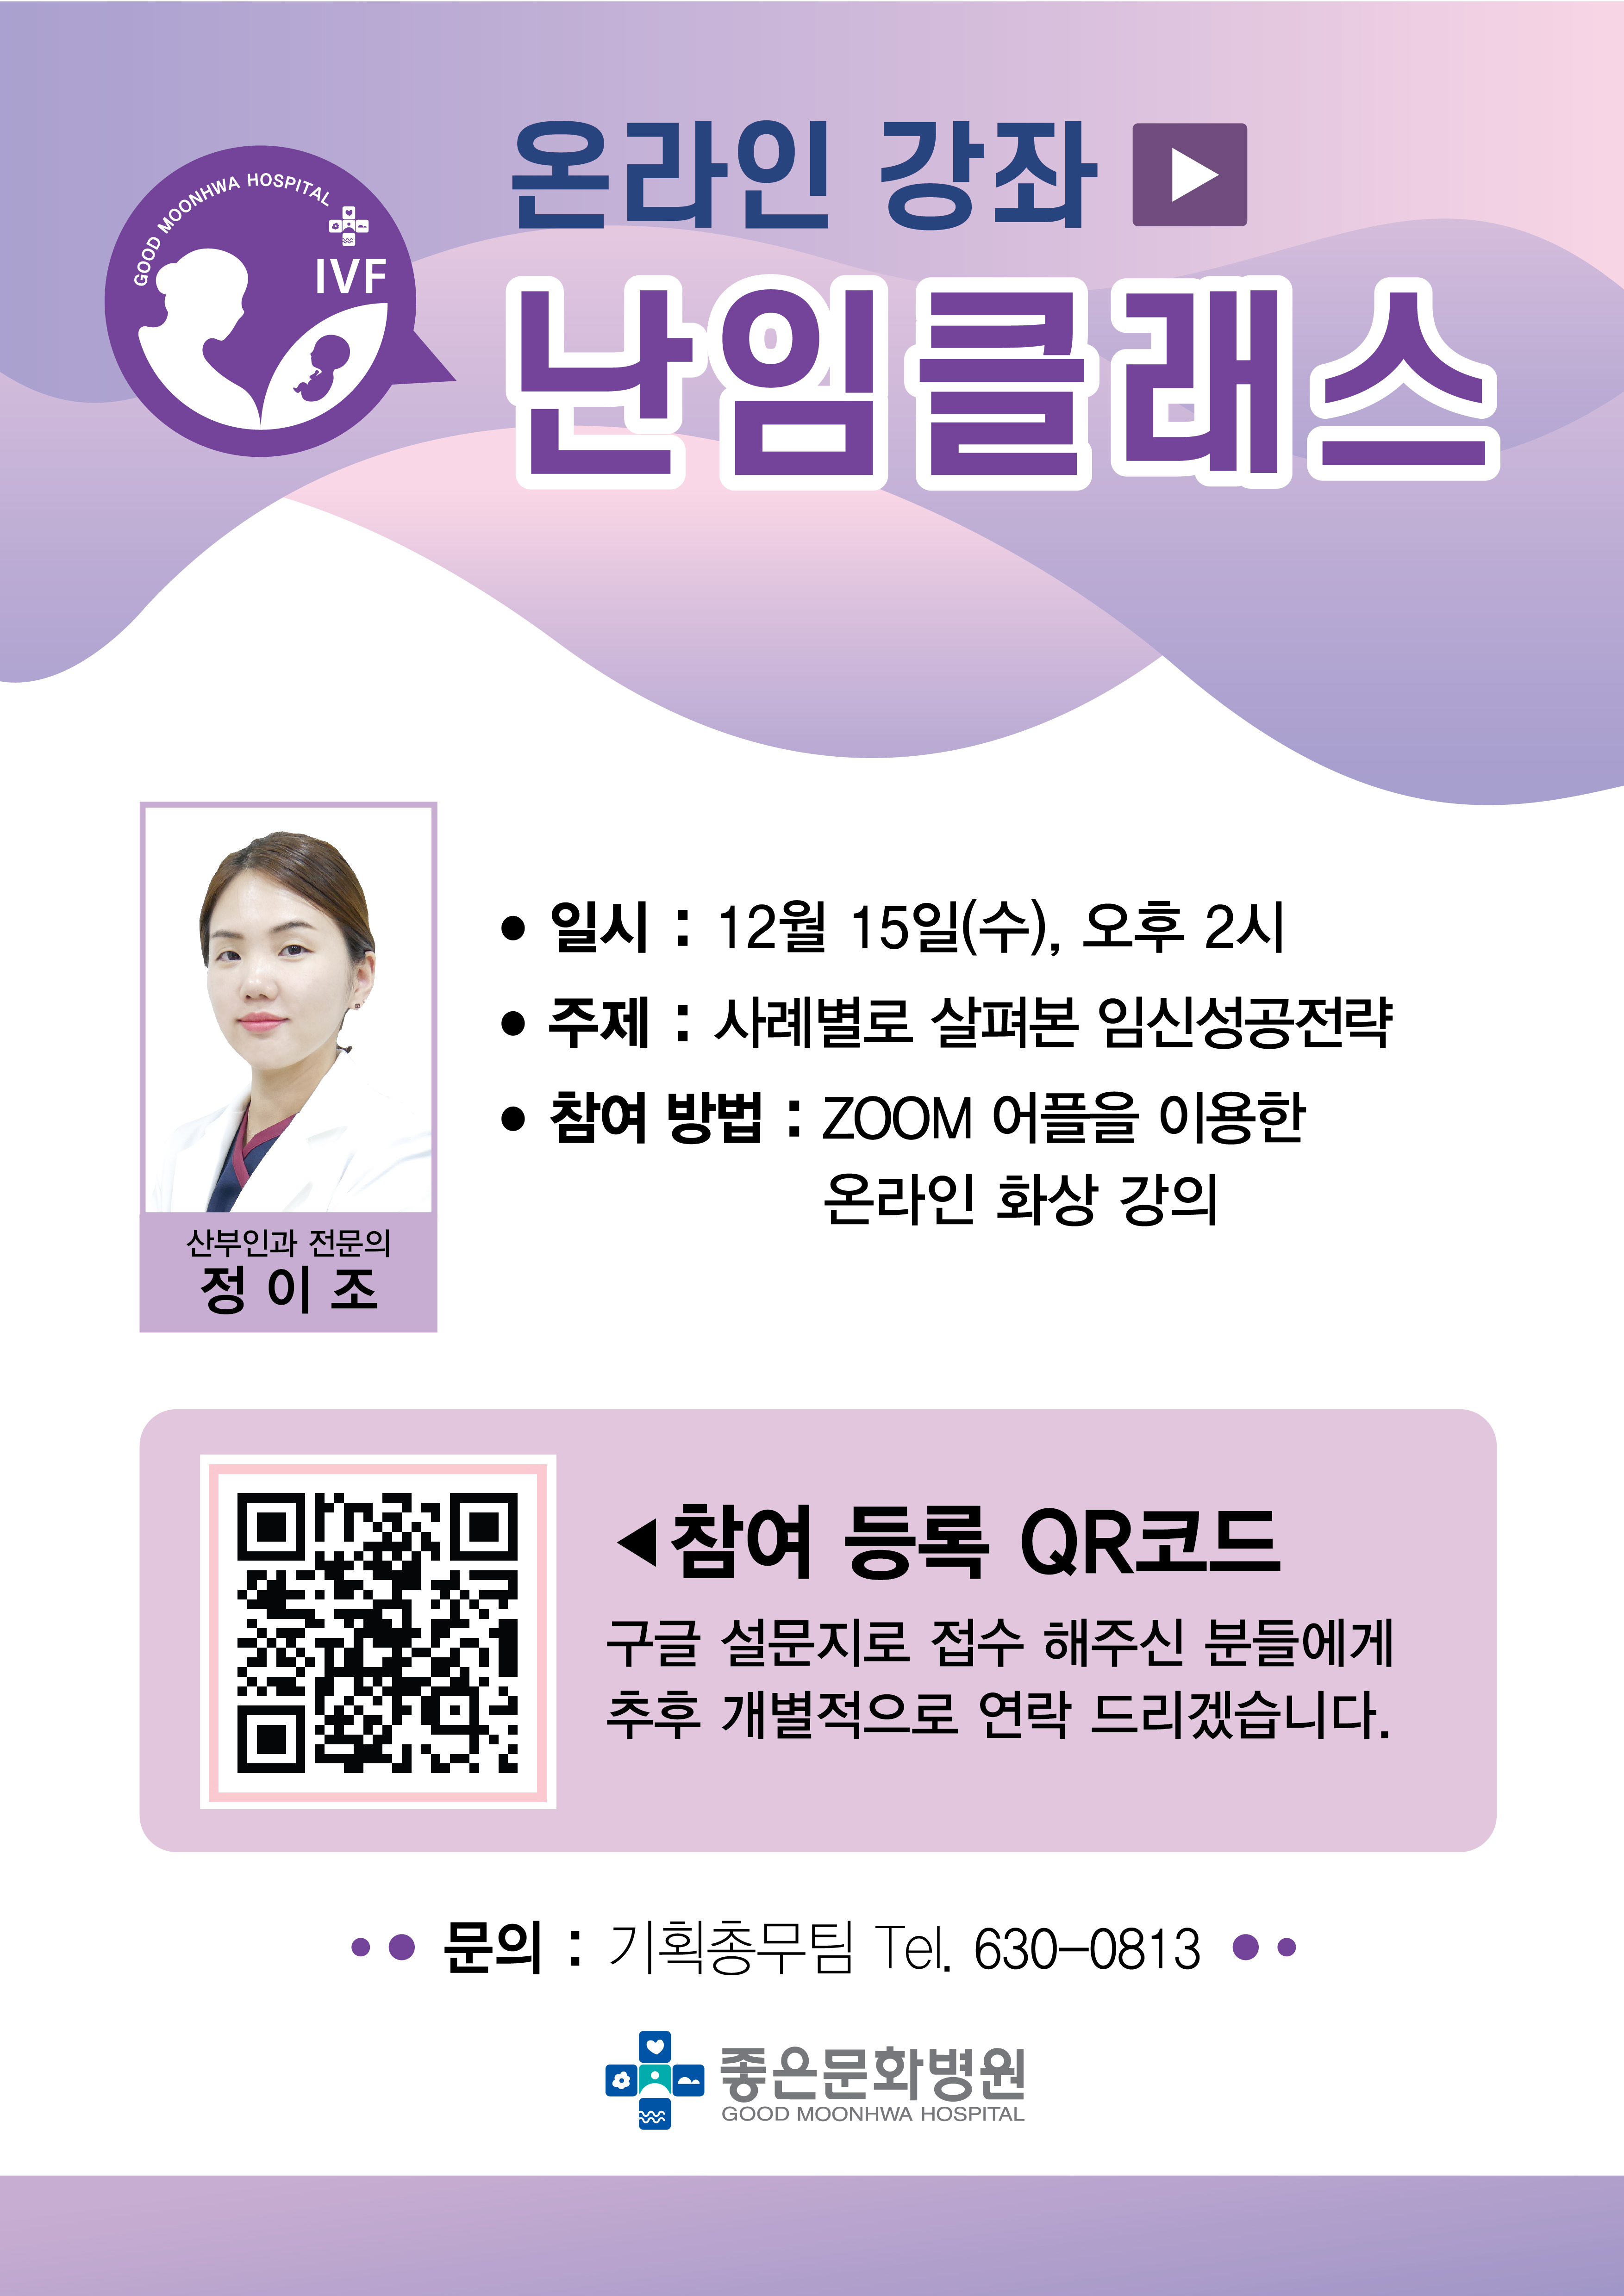 온라인 강좌
GOOD MOONHWA HOSPITAL
IVF
난임클래스
● 일시 : 12월 15일(수), 오후 2시
● 주제 : 사례별로 살펴본 임신성공전략
● 참여 방법 : ZOOM 어플을 이용한
온라인 화상 강의
산부인과 전문의
정 이 조
◀참여 등록 QR코드
구글 설문지로 접수 해주신 분들에게
추후 개별적으로 연락 드리겠습니다.
문의 : 기획총무팀 Tel. 630-0813
좋은문화병원
GOOD MOONHWA HOSPITAL